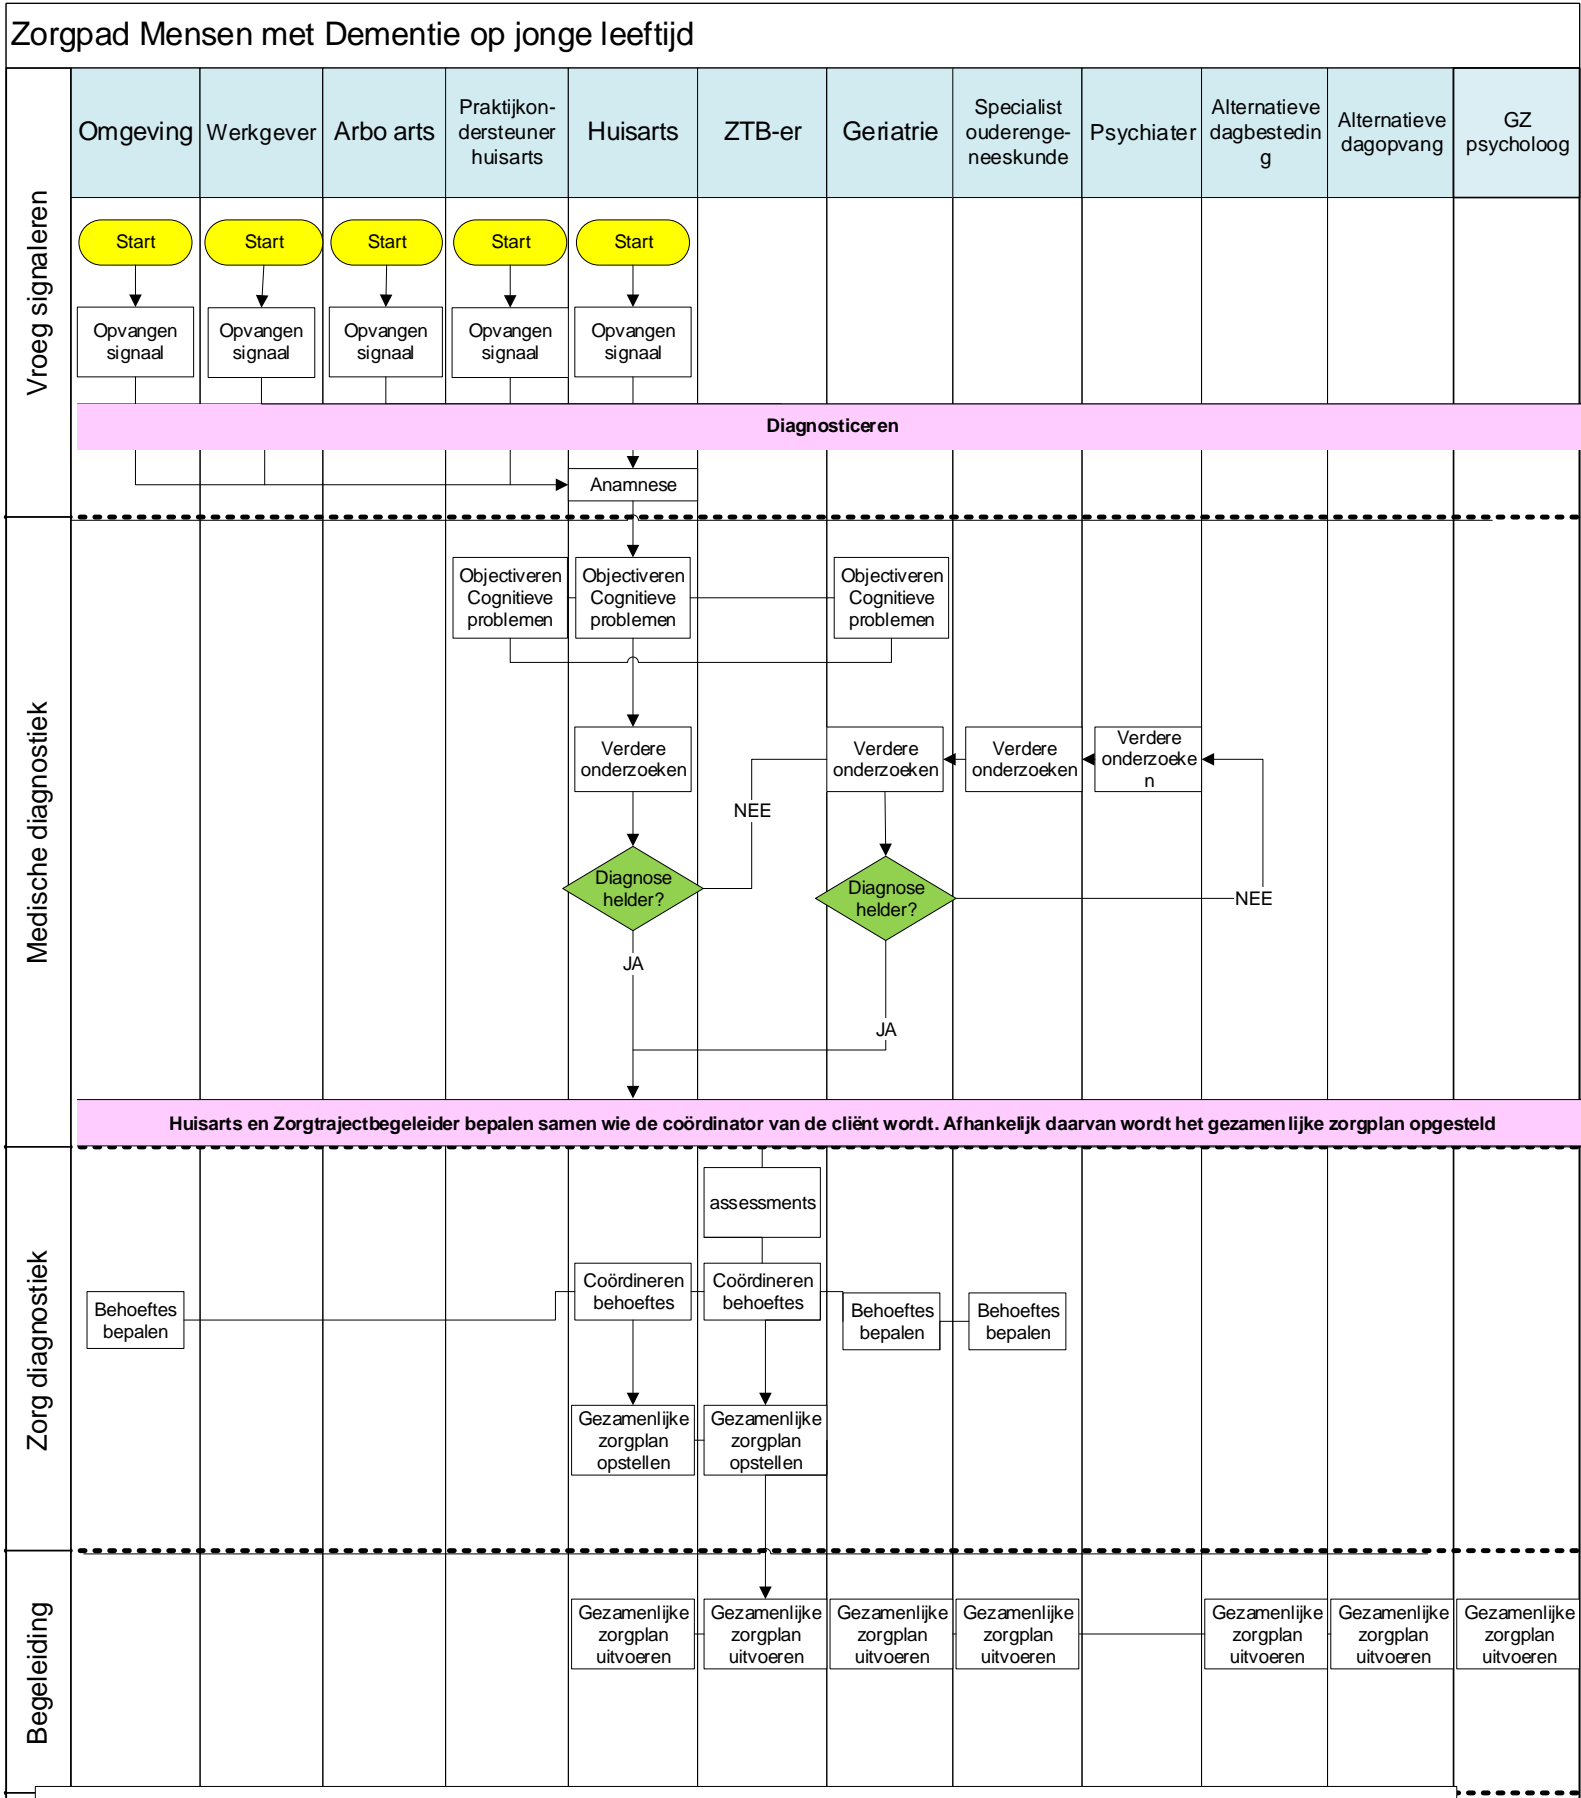 Zorgpad Mensen met Dementie op jonge leeftijd
Omgeving
Werkgever
Arbo arts
Praktijkon-
dersteuner
huisarts
Huisarts
ZTB-er
Geriatrie
Specialist
ouderenge-
neeskunde
Psychiater
Alternatieve
dagbestedin
g
Alternatieve
dagopvang
GZ
psycholoog
Vroeg signaleren
Start
Start
Start
Start
Start
Opvangen
signaal
Opvangen
signaal
Opvangen
signaal
Opvangen
signaal
Opvangen
signaal
Diagnosticeren
Anamnese
Medische diagnostiek
Objectiveren
Cognitieve
problemen
Objectiveren
Cognitieve
problemen
Objectiveren
Cognitieve
problemen
Verdere
onderzoeken
Verdere
onderzoeken
Verdere
onderzoeken
Verdere
onderzoeke
n
NEE
Diagnose
helder?
Diagnose
helder?
NEE
JA
JA
Huisarts en Zorgtrajectbegeleider bepalen samen wie de coördinator van de cliënt wordt. Afhankelijk daarvan wordt het gezamenlijke zorgplan opgesteld
Zorg diagnostiek
assessments
Behoeftes
bepalen
Coördineren
behoeftes
Coördineren
behoeftes
Behoeftes
bepalen
Behoeftes
bepalen
Gezamenlijke
zorgplan
opstellen
Gezamenlijke
zorgplan
opstellen
Begeleiding
Gezamenlijke
zorgplan
uitvoeren
Gezamenlijke
zorgplan
uitvoeren
Gezamenlijke
zorgplan
uitvoeren
Gezamenlijke
zorgplan
uitvoeren
Gezamenlijke
zorgplan
uitvoeren
Gezamenlijke
zorgplan
uitvoeren
Gezamenlijke
zorgplan
uitvoeren